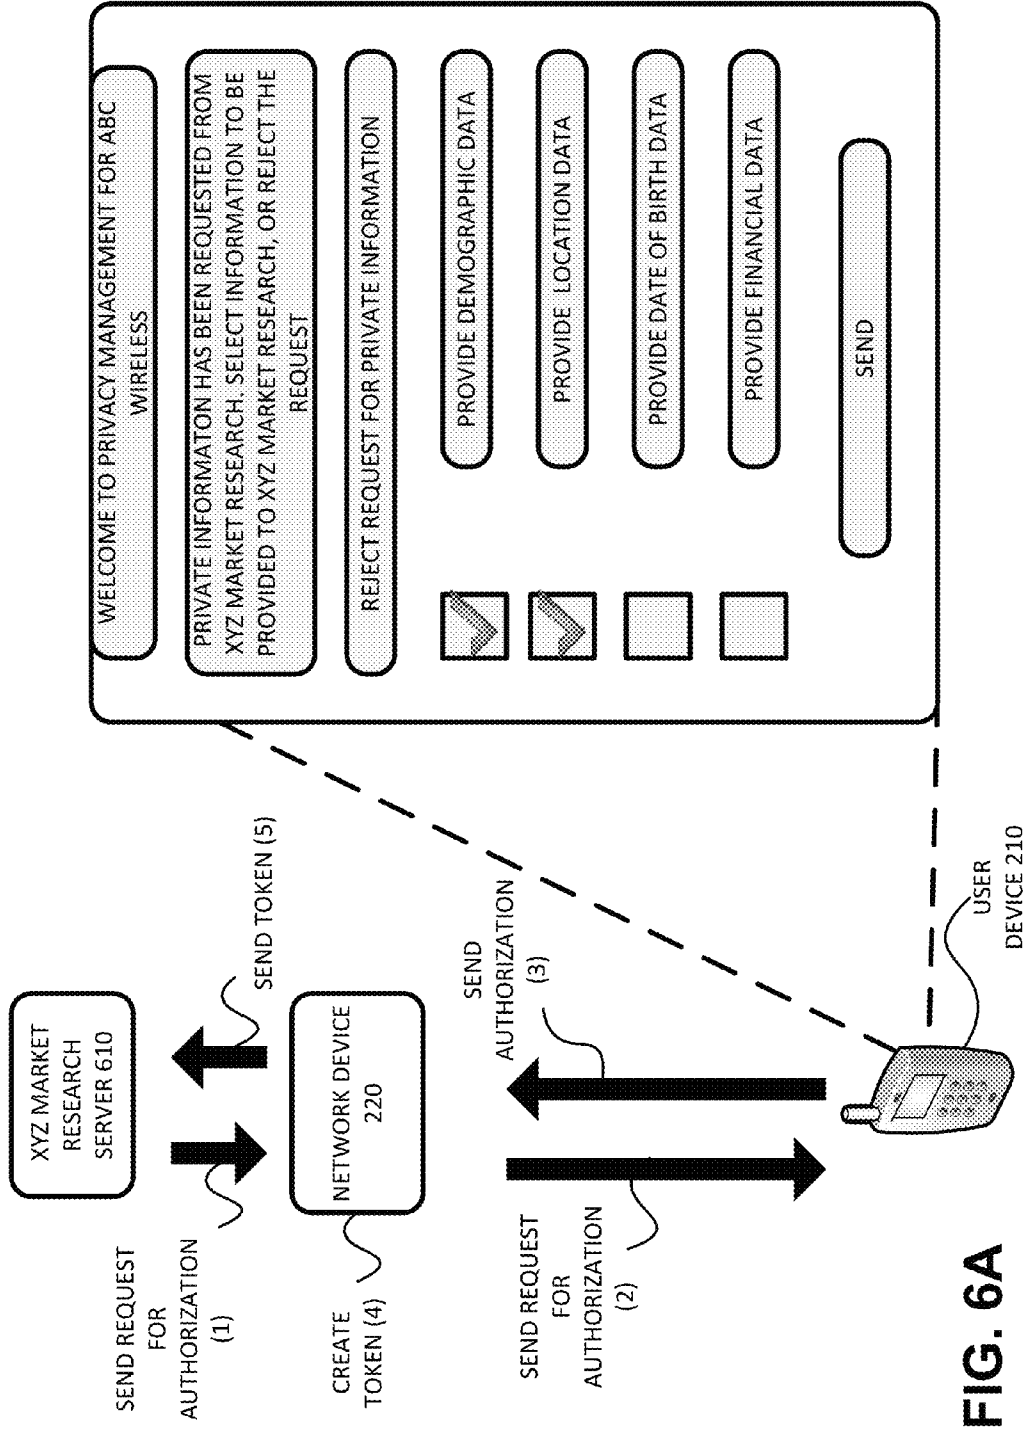 XYZ MARKET
RESEARCH
SERVER 610
SEND REQUEST
FOR
AUTHORIZATION
(1)
SEND TOKEN (5)
NETWORK DEVICE
220
CREATE
TOKEN (4)
SEND REQUEST
FOR
AUTHORIZATION
(2)
SEND
AUTHORIZATION
(3)
USER
DEVICE 210
WELCOME TO PRIVACY MANAGEMENT FOR ABC
WIRELESS
PRIVATE INFORMATON HAS BEEN REQUESTED FROM
XYZ MARKET RESEARCH. SELECT INFORMATION TO BE
PROVIDED TO XYZ MARKET RESEARCH, OR REJECT THE
REQUEST
REJECT REQUEST FOR PRIVATE INFORMATION
PROVIDE DEMOGRAPHIC DATA
PROVIDE LOCATION DATA
PROVIDE DATE OF BIRTH DATA
PROVIDE FINANCIAL DATA
SEND
FIG. 6A